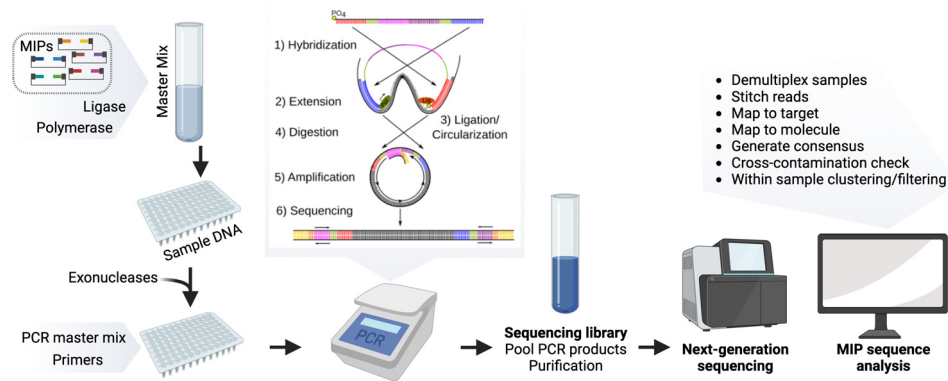 MIPs
Ligase
Polymerase
Master Mix
Sample DNA
Exonucleases
PCR master mix
Primers
PO4
1) Hybridization
2) Extension
3) Ligation/
Circularization
4) Digestion
5) Amplification
6) Sequencing
PCR
Sequencing library
Pool PCR products
Purification
Next-generation
sequencing
• Demultiplex samples
• Stitch reads
• Map to target
• Map to molecule
• Generate consensus
• Cross-contamination check
• Within sample clustering/filtering
MIP sequence
analysis